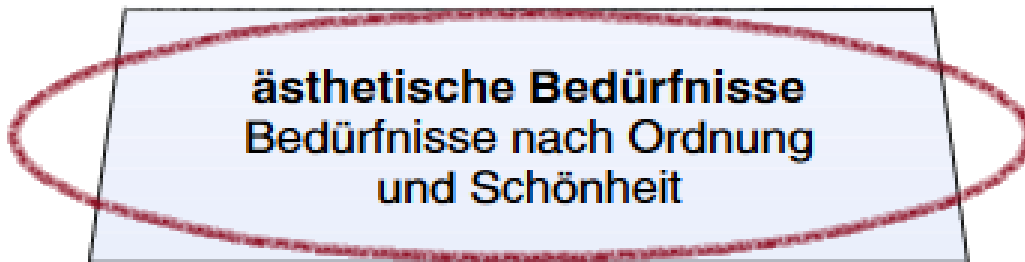 ästhetische Bedürfnisse
Bedürfnisse nach Ordnung
und Schönheit